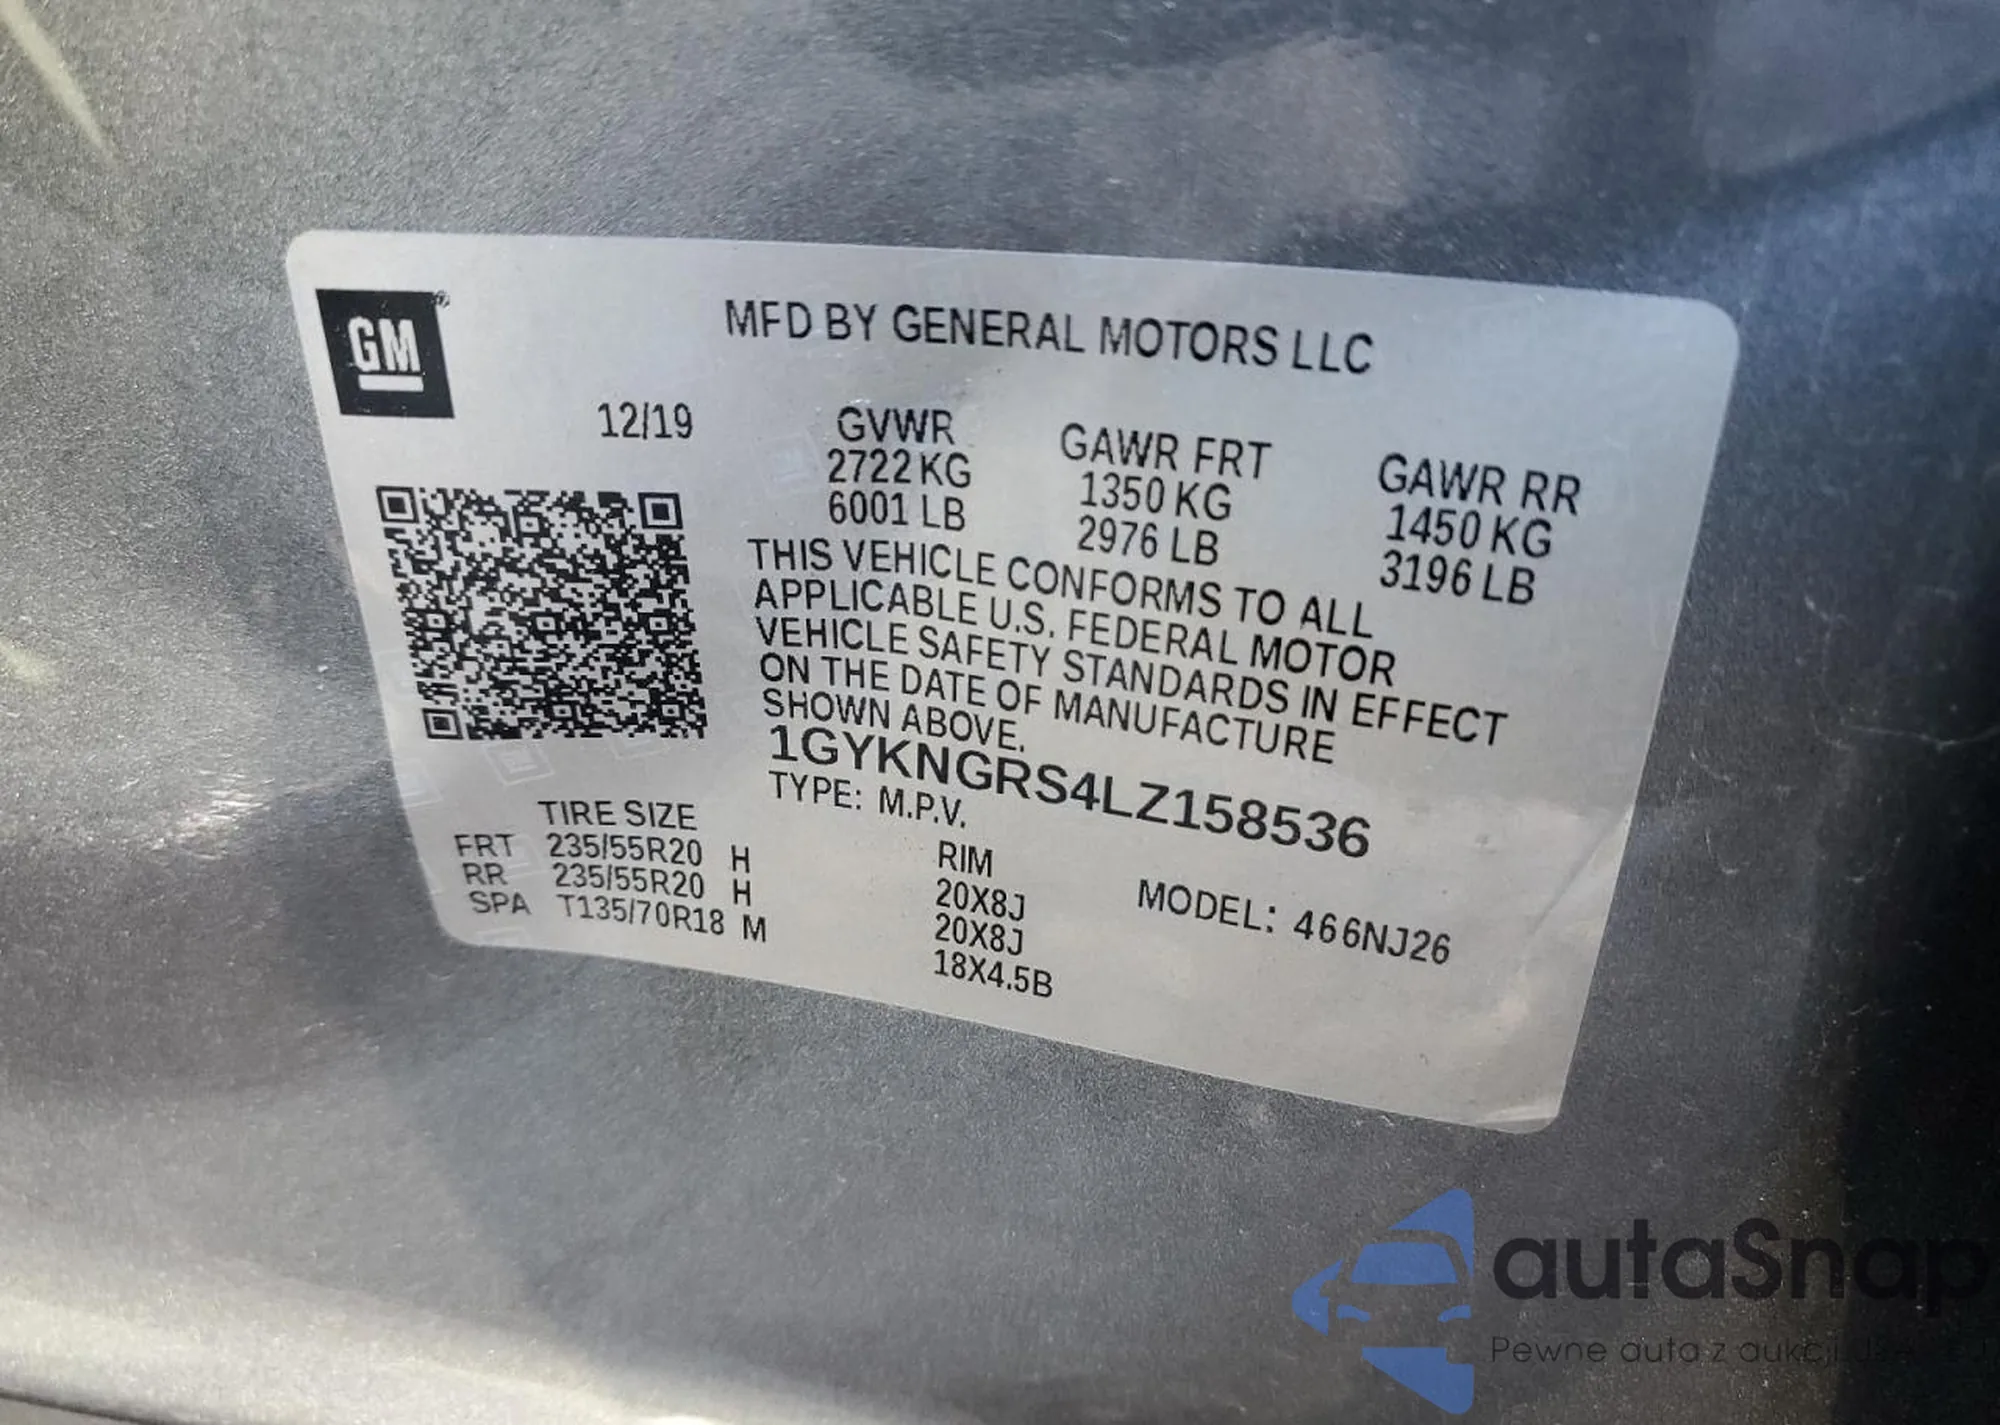 GM
®
MFD BY GENERAL MOTORS LLC
12/19
GVWR GAWR FRT GAWR RR
2722 KG 1350 KG 1450 KG
6001 LB 2976 LB 3196 LB
THIS VEHICLE CONFORMS TO ALL
APPLICABLE U.S. FEDERAL MOTOR
VEHICLE SAFETY STANDARDS IN EFFECT
ON THE DATE OF MANUFACTURE
SHOWN ABOVE.
1GYKNGRS4LZ158536
TYPE: M.P.V.
TIRE SIZE RIM
FRT 235/55R20 H 20X8J
RR 235/55R20 H 20X8J
SPA T135/70R18 M 18X4.5B
MODEL: 466NJ26
autaSnap
Pewne auta z aukcji